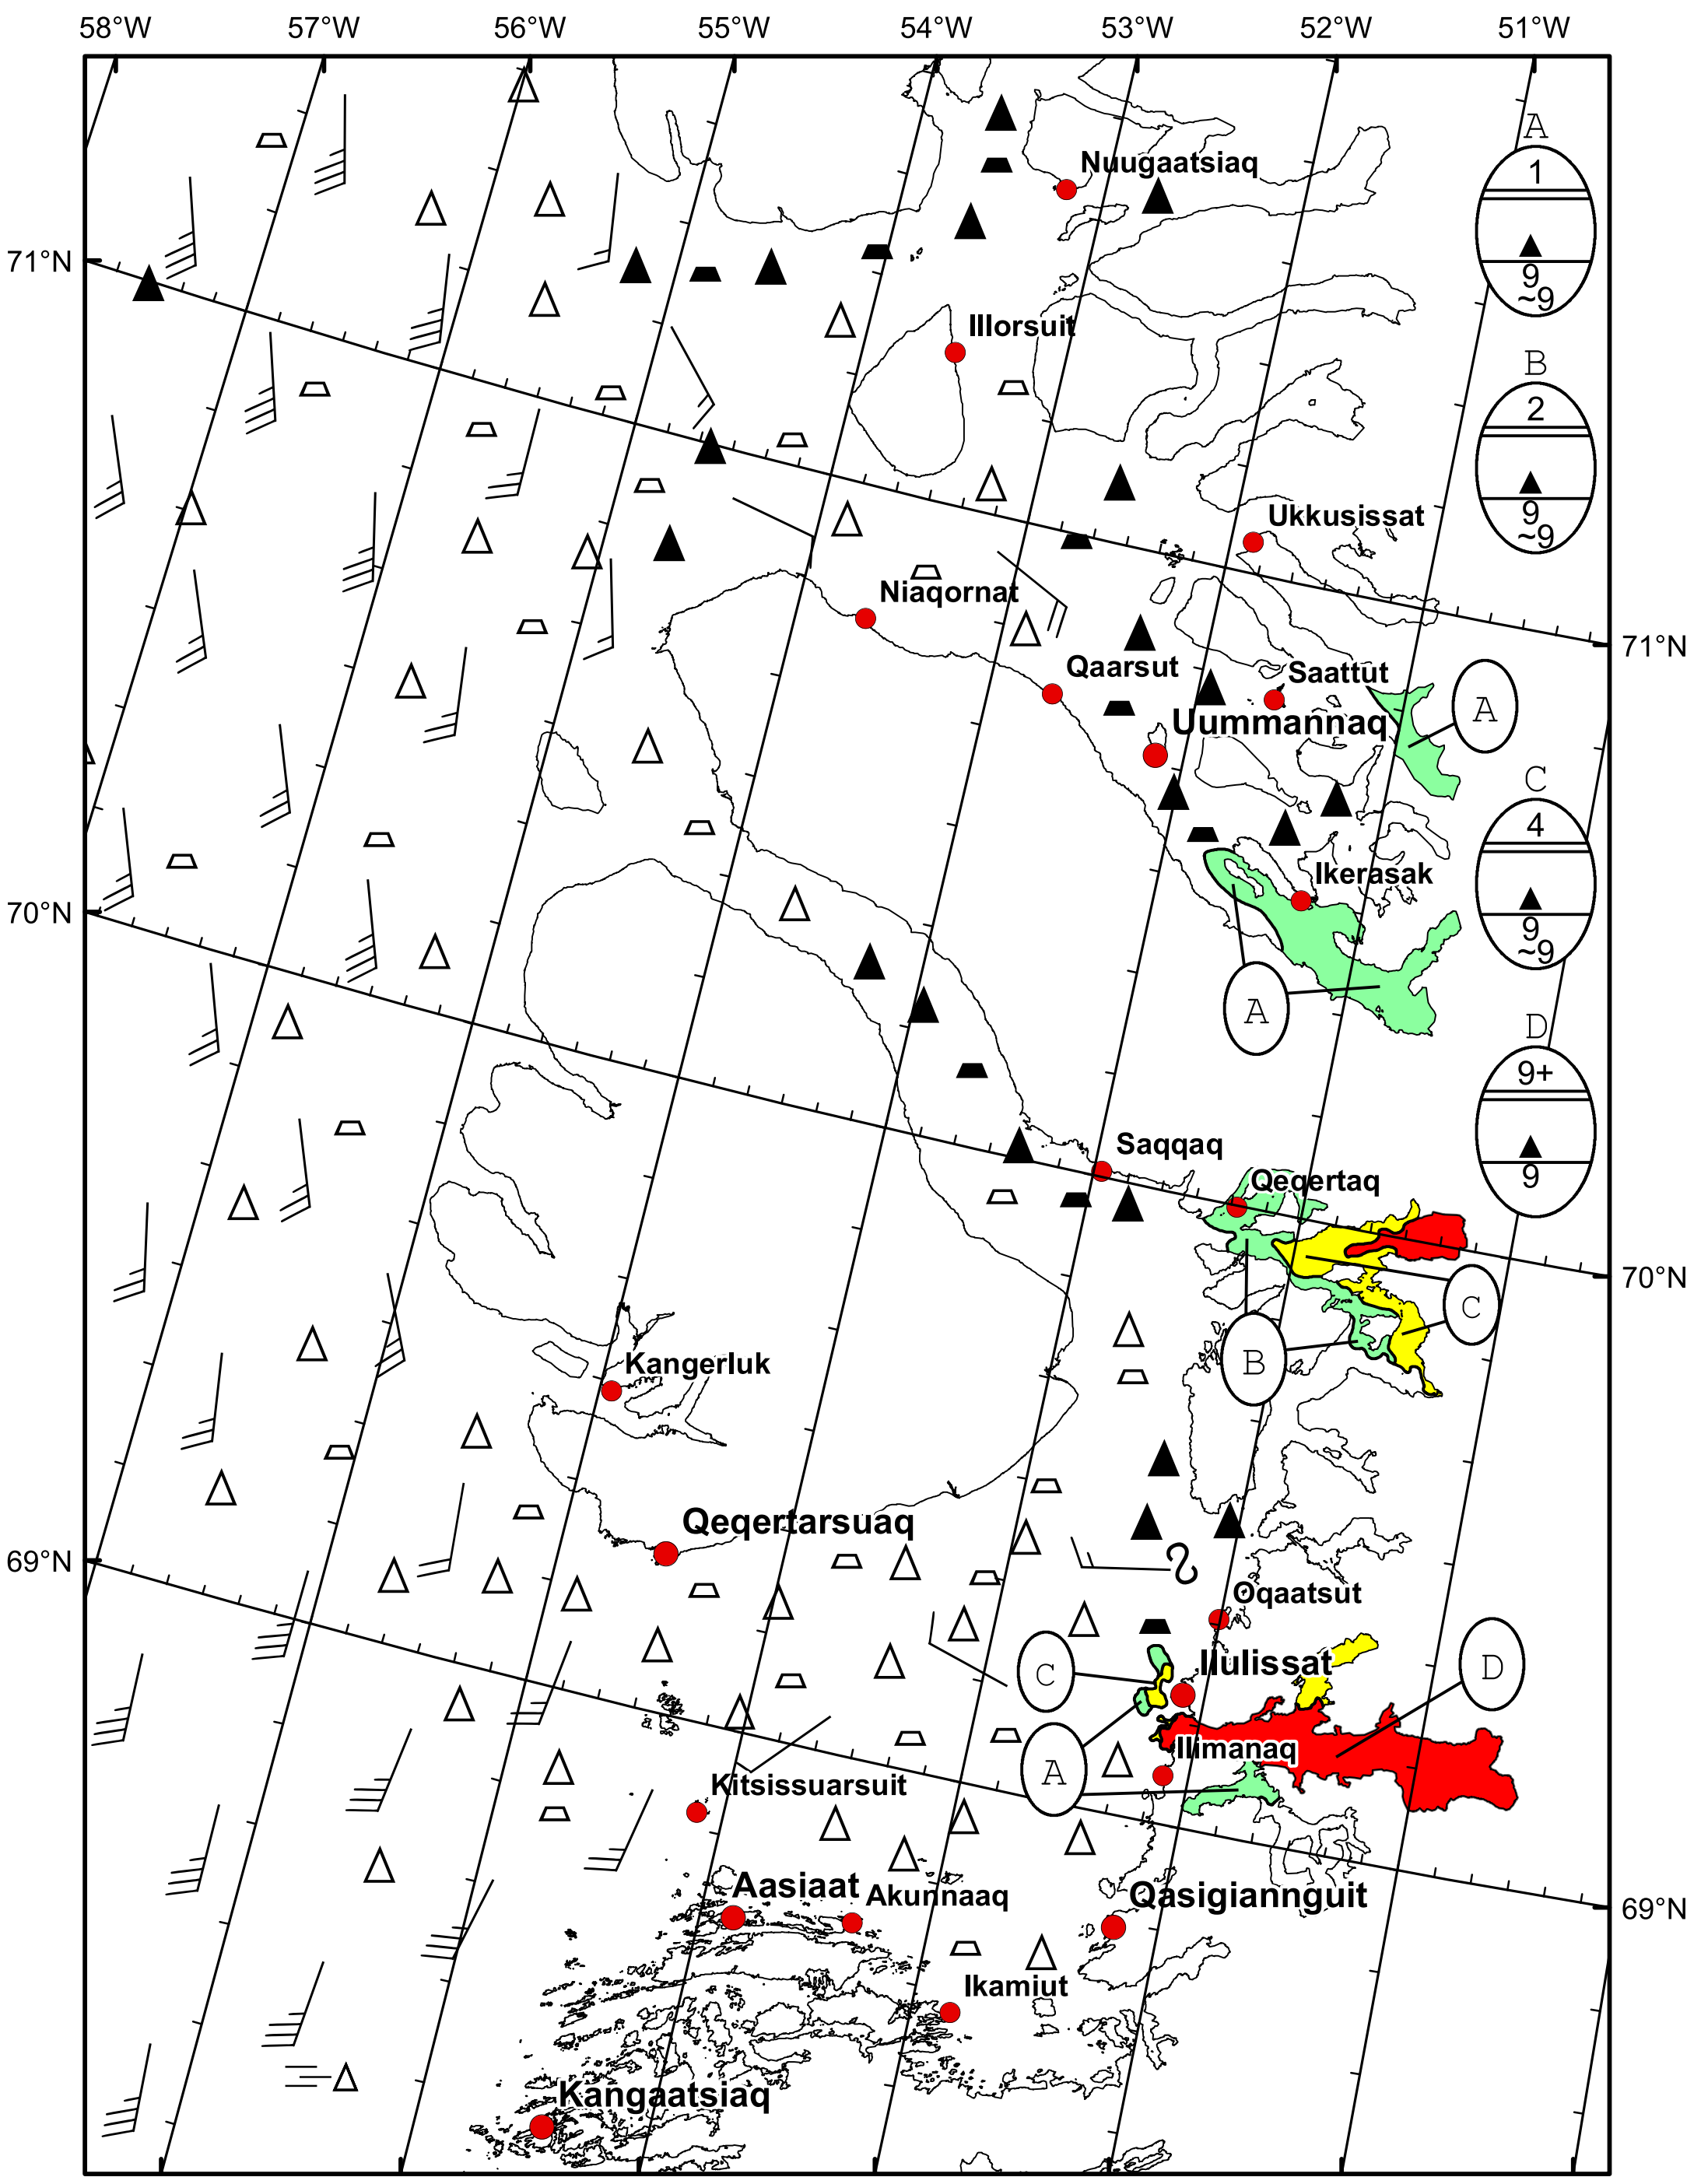 58°W 57°W 56°W 55°W 54°W 53°W 52°W 51°W
A
1
9
~9
Nuugaatsiaq
71°N
Illorsuit
B
2
9
~9
Ukkusissat
Niaqornat
71°N
Qaarsut
Saattut
A
Uummannaq
C
4
9
~9
Ikerasak
70°N
A
D
9+
9
Saqqaq
Qeqertaq
70°N
C
B
Kangerluk
Qeqertarsuaq
69°N
Oqaatsut
C
Ilulissat
D
Ilimanaq
A
Kitsissuarsuit
Aasiaat
Akunnaaq
Qasigiannguit
69°N
Ikamiut
Kangaatsiaq